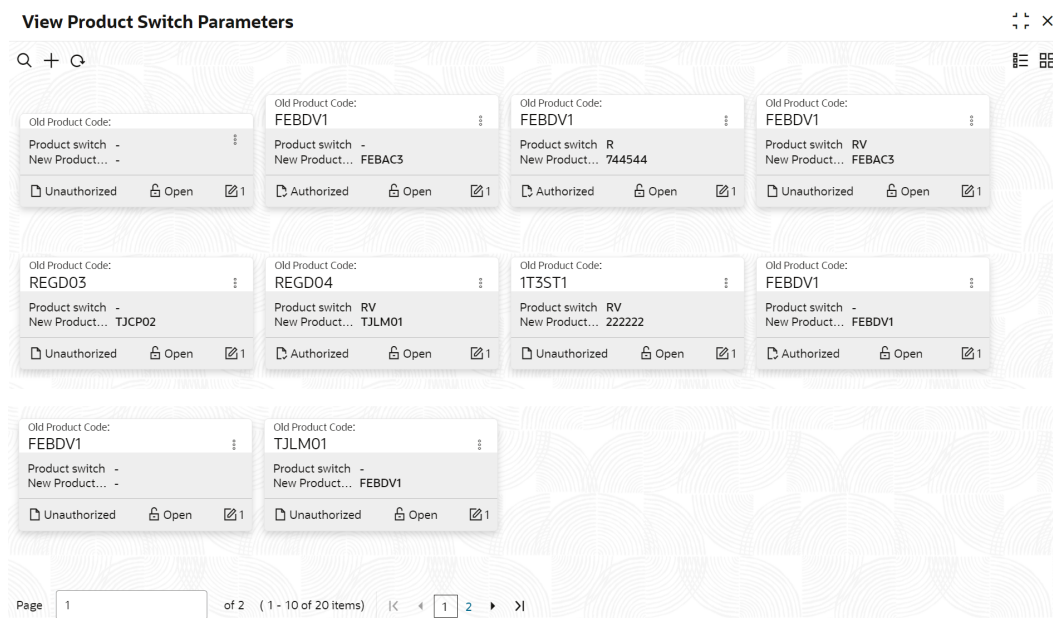 View Product Switch Parameters
Old Product Code:
Product switch -
New Product... -
Unauthorized Open 1
Old Product Code:
FEBDV1
Product switch -
New Product... FEBAC3
Authorized Open 1
Old Product Code:
FEBDV1
Product switch R
New Product... 744544
Authorized Open 1
Old Product Code:
FEBDV1
Product switch RV
New Product... FEBAC3
Unauthorized Open 1
Old Product Code:
REGD03
Product switch -
New Product... TJCP02
Unauthorized Open 1
Old Product Code:
REGD04
Product switch RV
New Product... TJLM01
Authorized Open 1
Old Product Code:
1T3ST1
Product switch RV
New Product... 222222
Unauthorized Open 1
Old Product Code:
FEBDV1
Product switch -
New Product... FEBDV1
Authorized Open 1
Old Product Code:
FEBDV1
Product switch -
New Product... -
Unauthorized Open 1
Old Product Code:
TJLM01
Product switch -
New Product... FEBDV1
Unauthorized Open 1
Page 1 of 2 (1 - 10 of 20 items) 1 2